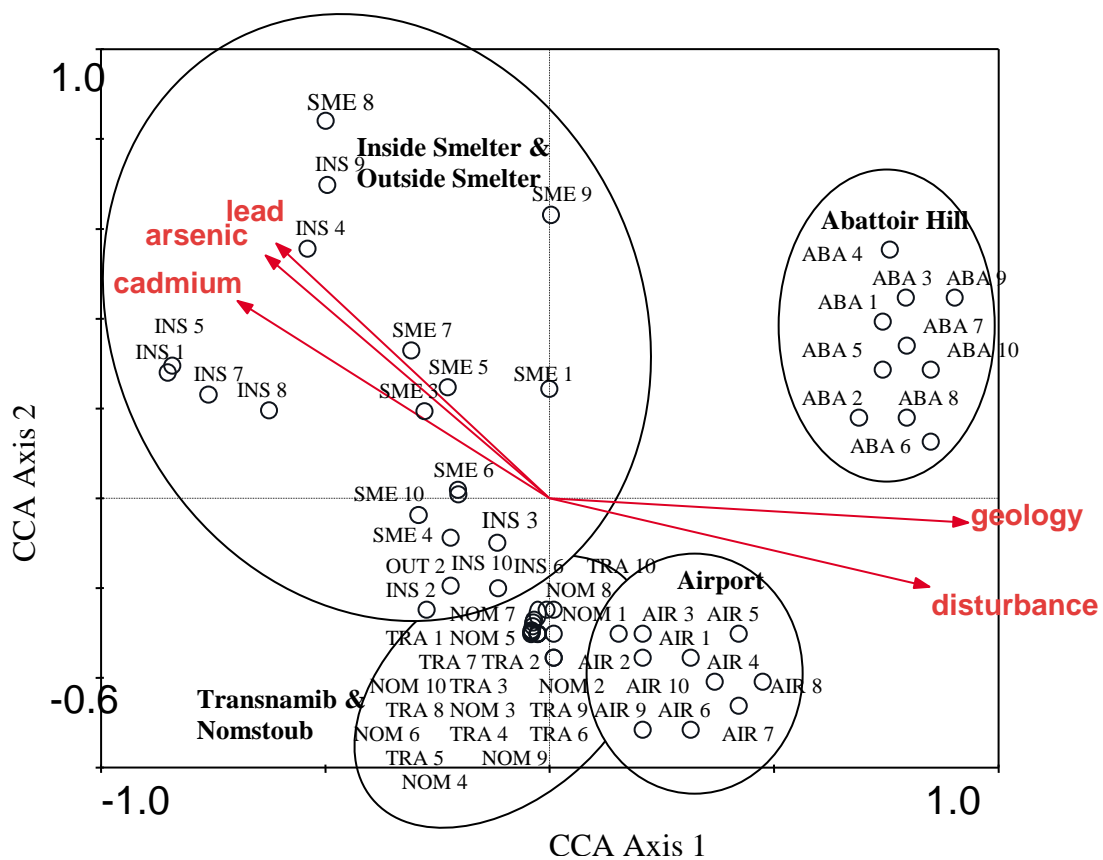 1.0
SME 8
Inside Smelter &
Outside Smelter
INS 9
SME 9
lead
INS 4
arsenic
cadmium
Abattoir Hill
ABA 4
ABA 3 ABA 9
ABA 1
ABA 7
ABA 5
ABA 10
ABA 2 ABA 8
ABA 6
INS 5
INS 1
INS 7
INS 8
SME 7
SME 5
SME 3
SME 1
SME 6
SME 10
SME 4
INS 3
geology
disturbance
OUT 2 INS 10 INS 6 TRA 10
INS 2
NOM 8
Airport
NOM 7 NOM 1 AIR 3 AIR 5
TRA 1 NOM 5 AIR 1
TRA 7 TRA 2 AIR 2 AIR 4
NOM 10 TRA 3 NOM 2 AIR 10 AIR 8
TRA 8 NOM 3 TRA 9 AIR 9 AIR 6
NOM 6 TRA 4 TRA 6 AIR 7
TRA 5 NOM 9
NOM 4
Transnamib &
Nomstoub
CCA Axis 2
-0.6
-1.0
1.0
CCA Axis 1